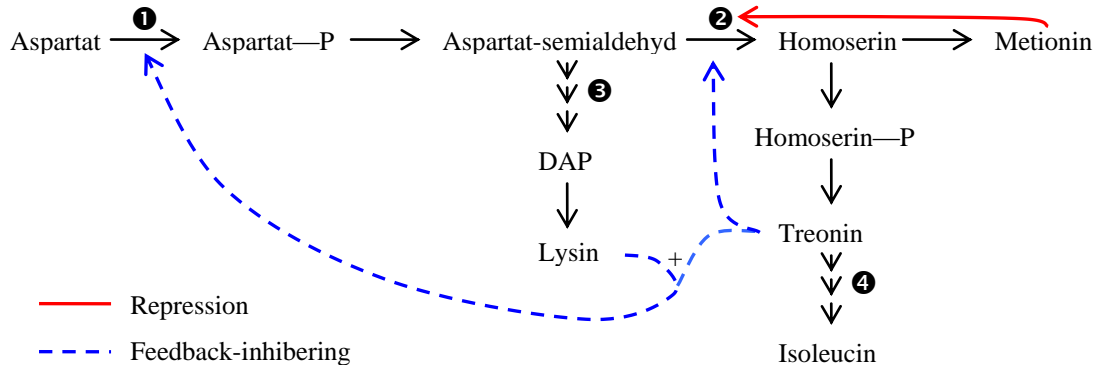 ❶ ❷
Aspartat Aspartat—P Aspartat-semialdehyd Homoserin Metionin
❸
DAP Homoserin—P
Lysin + Treonin
❹
Repression
Feedback-inhibering Isoleucin